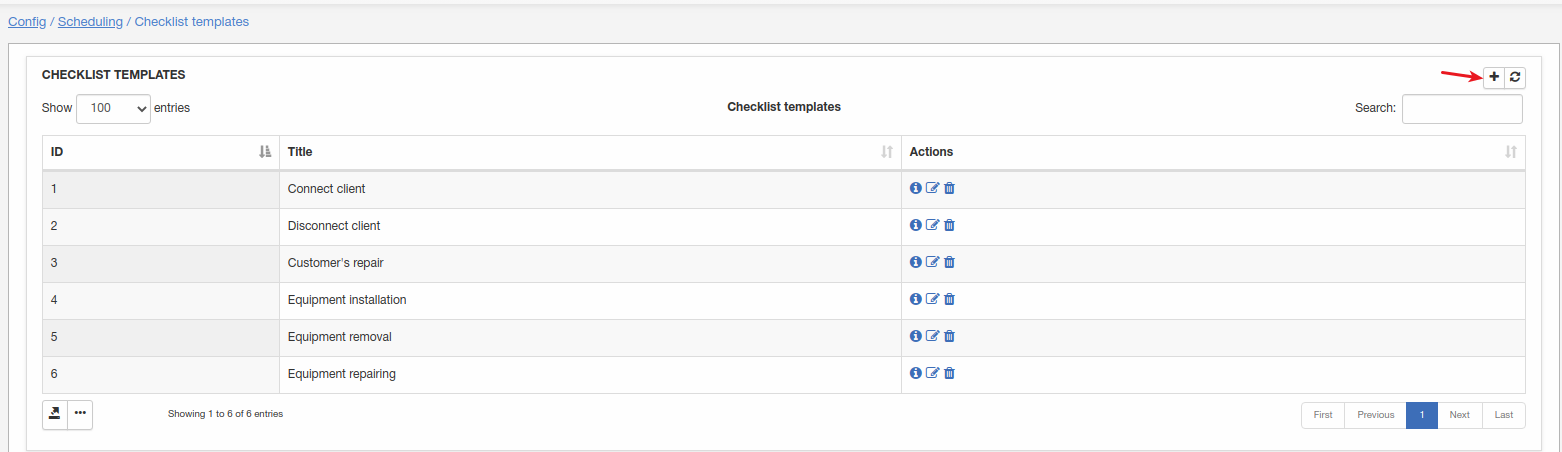 Config / Scheduling / Checklist templates
CHECKLIST TEMPLATES
Show 100 entries
Checklist templates
Search:
ID Title Actions
1 Connect client
2 Disconnect client
3 Customer's repair
4 Equipment installation
5 Equipment removal
6 Equipment repairing
Showing 1 to 6 of 6 entries
First Previous 1 Next Last